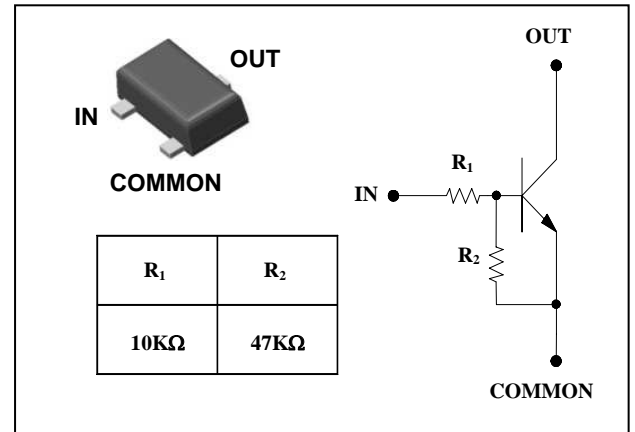 OUT
IN
COMMON
R₁ R₂
10KΩ 47KΩ
OUT
R₁
IN
R₂
COMMON